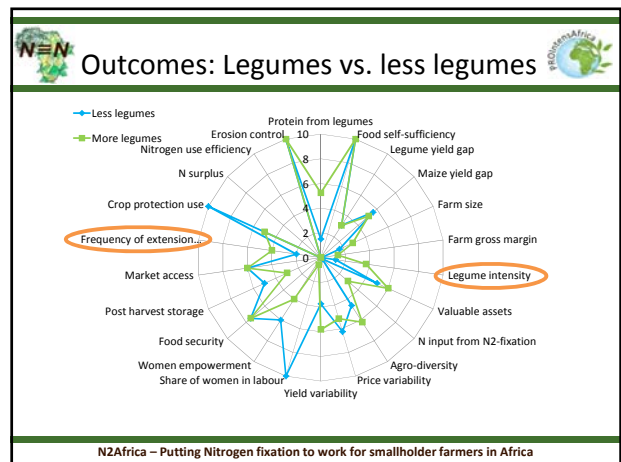 N≡N
PROIntensAfrica
Outcomes: Legumes vs. less legumes
Less legumes
More legumes
Protein from legumes
Food self-sufficiency
Legume yield gap
Maize yield gap
Farm size
Farm gross margin
Legume intensity
Valuable assets
N input from N2-fixation
Agro-diversity
Price variability
Yield variability
Share of women in labour
Women empowerment
Food security
Post harvest storage
Market access
Frequency of extension...
Crop protection use
N surplus
Nitrogen use efficiency
Erosion control
10
8
6
4
2
0
N2Africa – Putting Nitrogen fixation to work for smallholder farmers in Africa